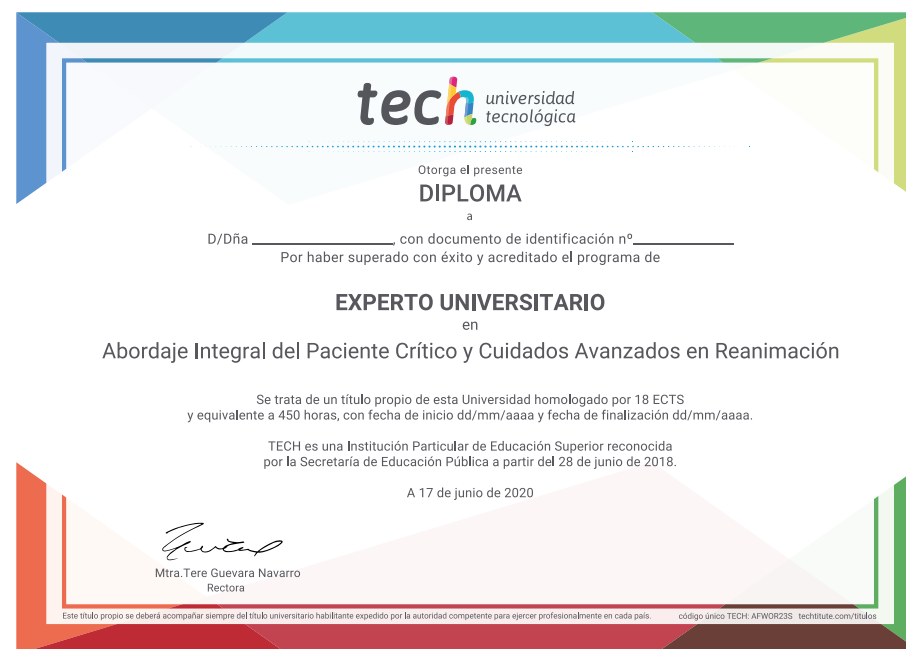 tech universidad
tecnológica
Otorga el presente
DIPLOMA
a
D/Dña ____________________, con documento de identificación nº______________
Por haber superado con éxito y acreditado el programa de
EXPERTO UNIVERSITARIO
en
Abordaje Integral del Paciente Crítico y Cuidados Avanzados en Reanimación
Se trata de un título propio de esta Universidad homologado por 18 ECTS
y equivalente a 450 horas, con fecha de inicio dd/mm/aaaa y fecha de finalización dd/mm/aaaa.
TECH es una Institución Particular de Educación Superior reconocida
por la Secretaría de Educación Pública a partir del 28 de junio de 2018.
A 17 de junio de 2020
Mtra.Tere Guevara Navarro
Rectora
Este título propio se deberá acompañar siempre del título universitario habilitante expedido por la autoridad competente para ejercer profesionalmente en cada país. código único TECH: AFWOR23S techtitute.com/titulos